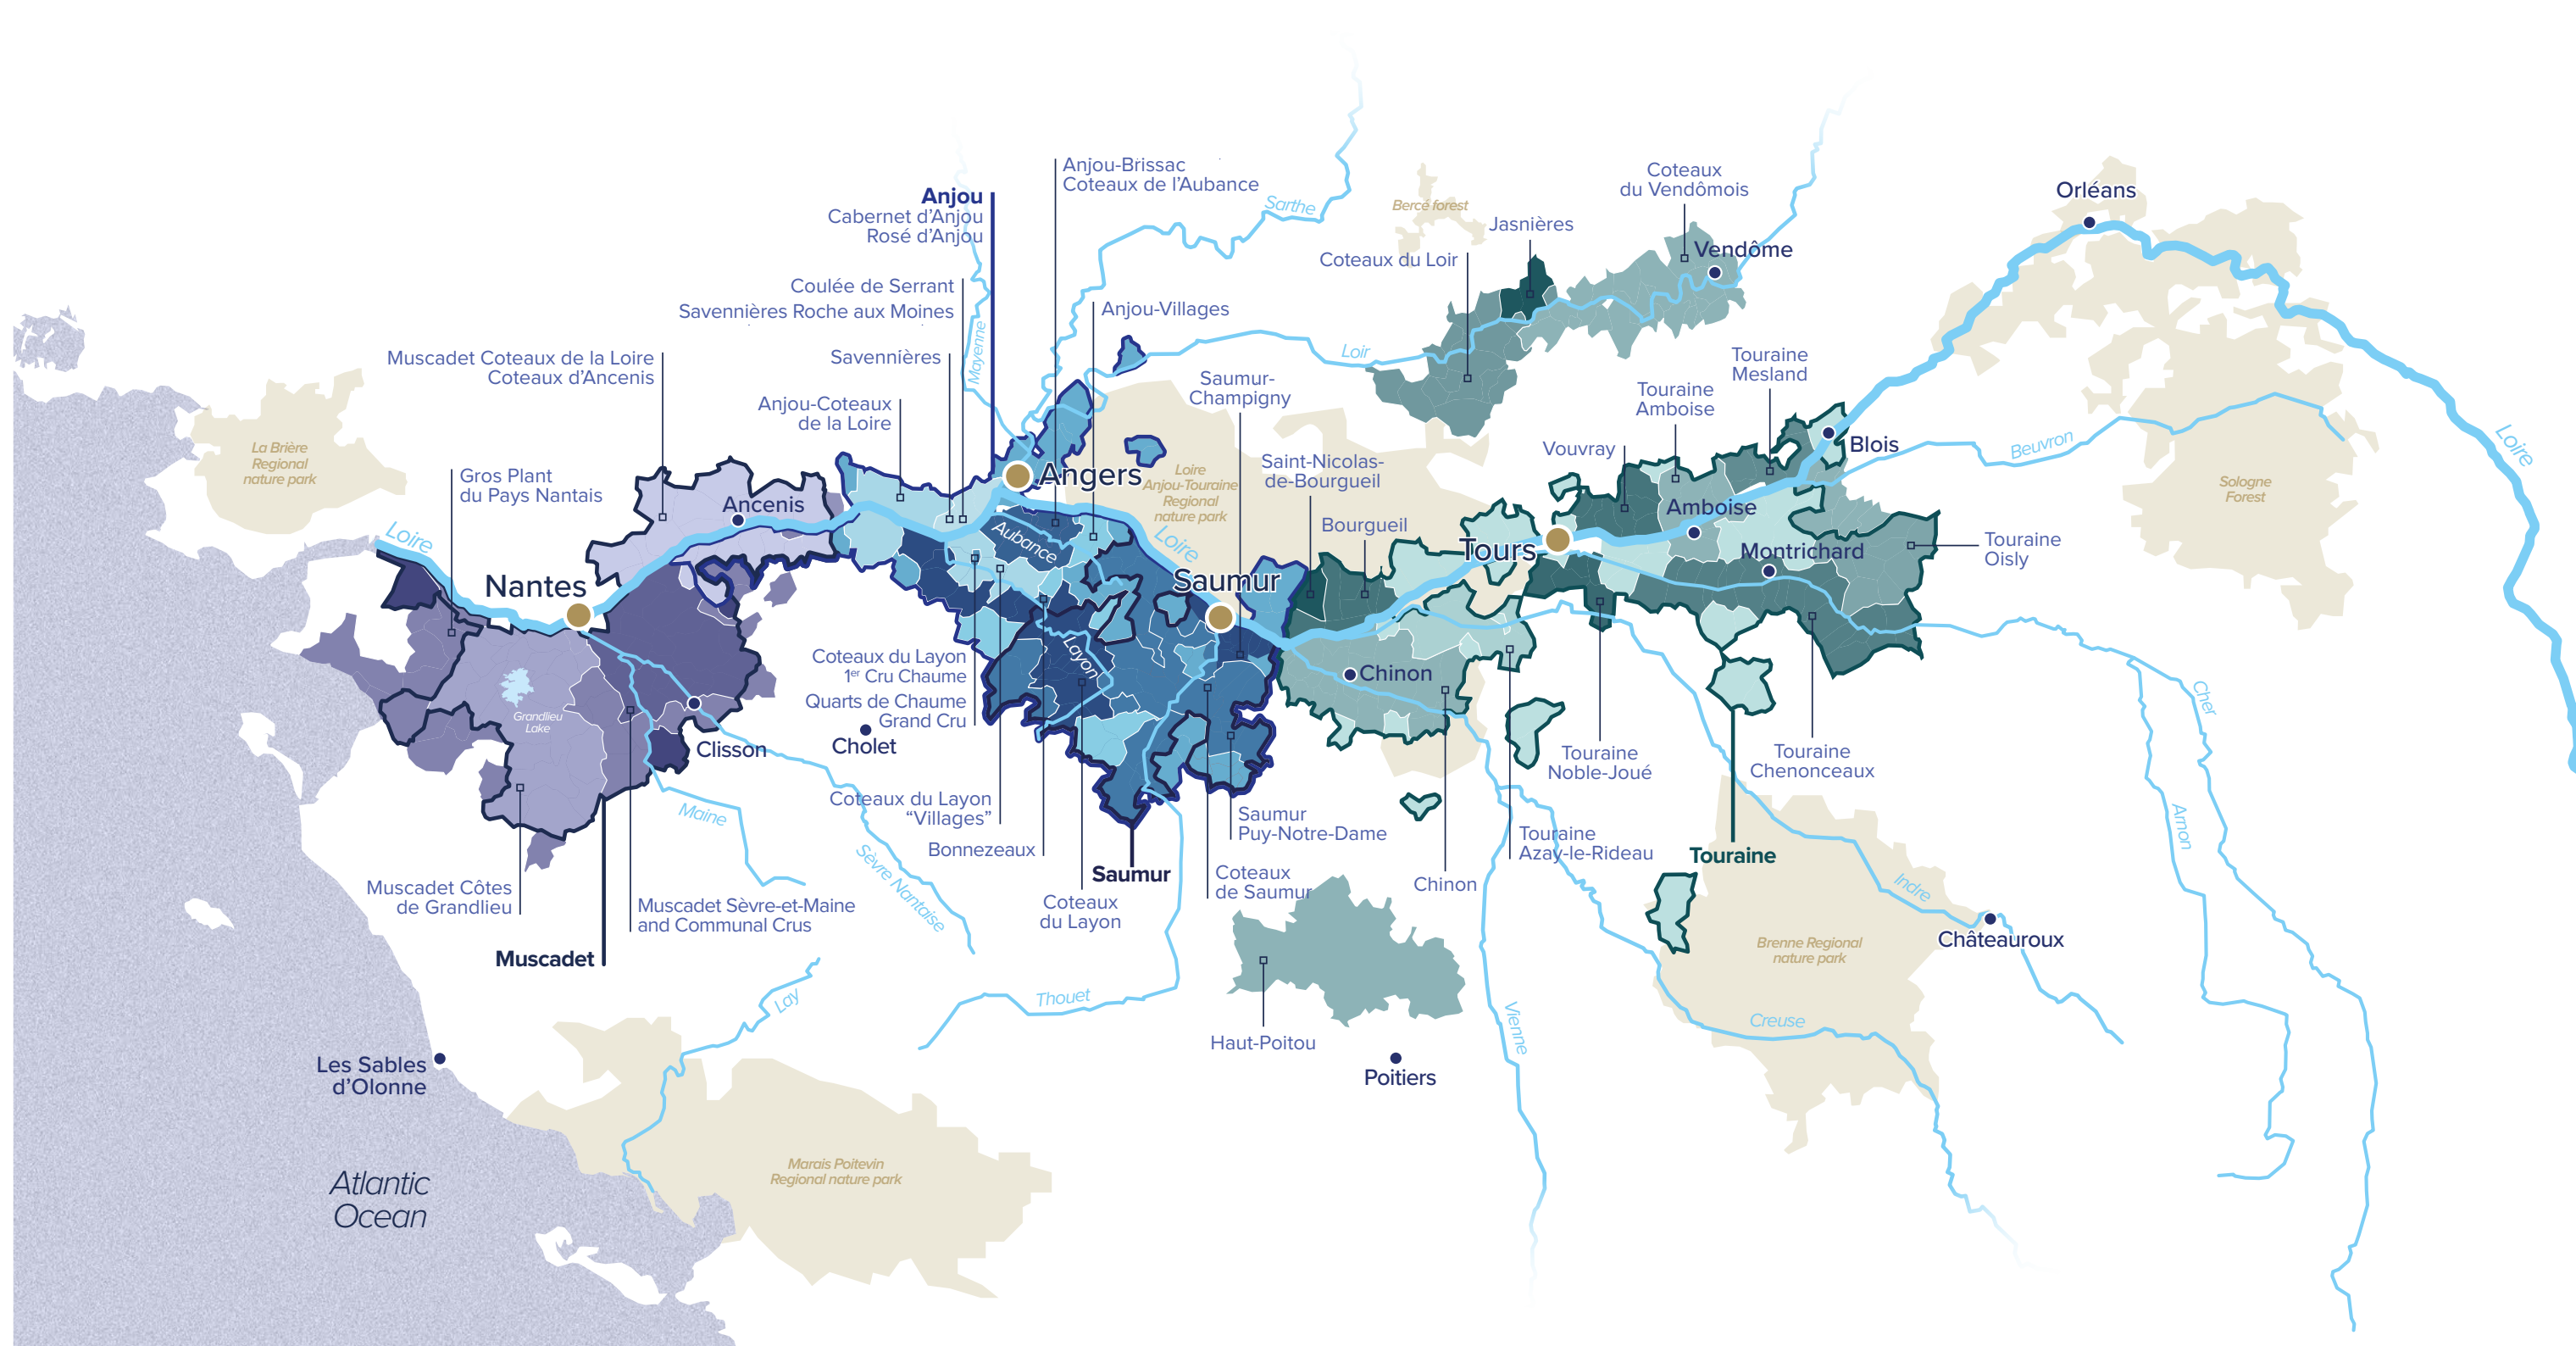 Anjou-Brissac
Coteaux de l'Aubance
Anjou
Cabernet d'Anjou
Rosé d'Anjou
Sarthe
Bercé forest
Coteaux
du Vendômois
Jasnières
Vendôme
Coteaux du Loir
Orléans
Coulée de Serrant
Savennières Roche aux Moines
Mayenne
Anjou-Villages
Loir
Muscadet Coteaux de la Loire
Coteaux d'Ancenis
Savennières
Anjou-Coteaux
de la Loire
Saumur-
Champigny
Touraine
Mesland
Touraine
Amboise
La Brière
Regional
nature park
Gros Plant
du Pays Nantais
Ancenis
Angers
Loire
Anjou-Touraine
Regional
nature park
Saint-Nicolas-
de-Bourgueil
Bourgueil
Vouvray
Blois
Beuvron
Loire
Sologne
Forest
Loire
Aubance
Loire
Tours
Amboise
Montrichard
Touraine
Oisly
Nantes
Saumur
Grandlieu
Lake
Clisson
Cholet
Coteaux du Layon
1er Cru Chaume
Quarts de Chaume
Grand Cru
Layon
Chinon
Cher
Touraine
Noble-Joué
Touraine
Chenonceaux
Maine
Sèvre Nantaise
Coteaux du Layon
“Villages”
Bonnezeaux
Saumur
Puy-Notre-Dame
Touraine
Azay-le-Rideau
Touraine
Arnon
Muscadet Côtes
de Grandlieu
Muscadet Sèvre-et-Maine
and Communal Crus
Muscadet
Saumur
Coteaux
du Layon
Coteaux
de Saumur
Chinon
Indre
Châteauroux
Brenne Regional
nature park
Lay
Thouet
Haut-Poitou
Vienne
Creuse
Poitiers
Les Sables
d'Olonne
Marais Poitevin
Regional nature park
Atlantic
Ocean